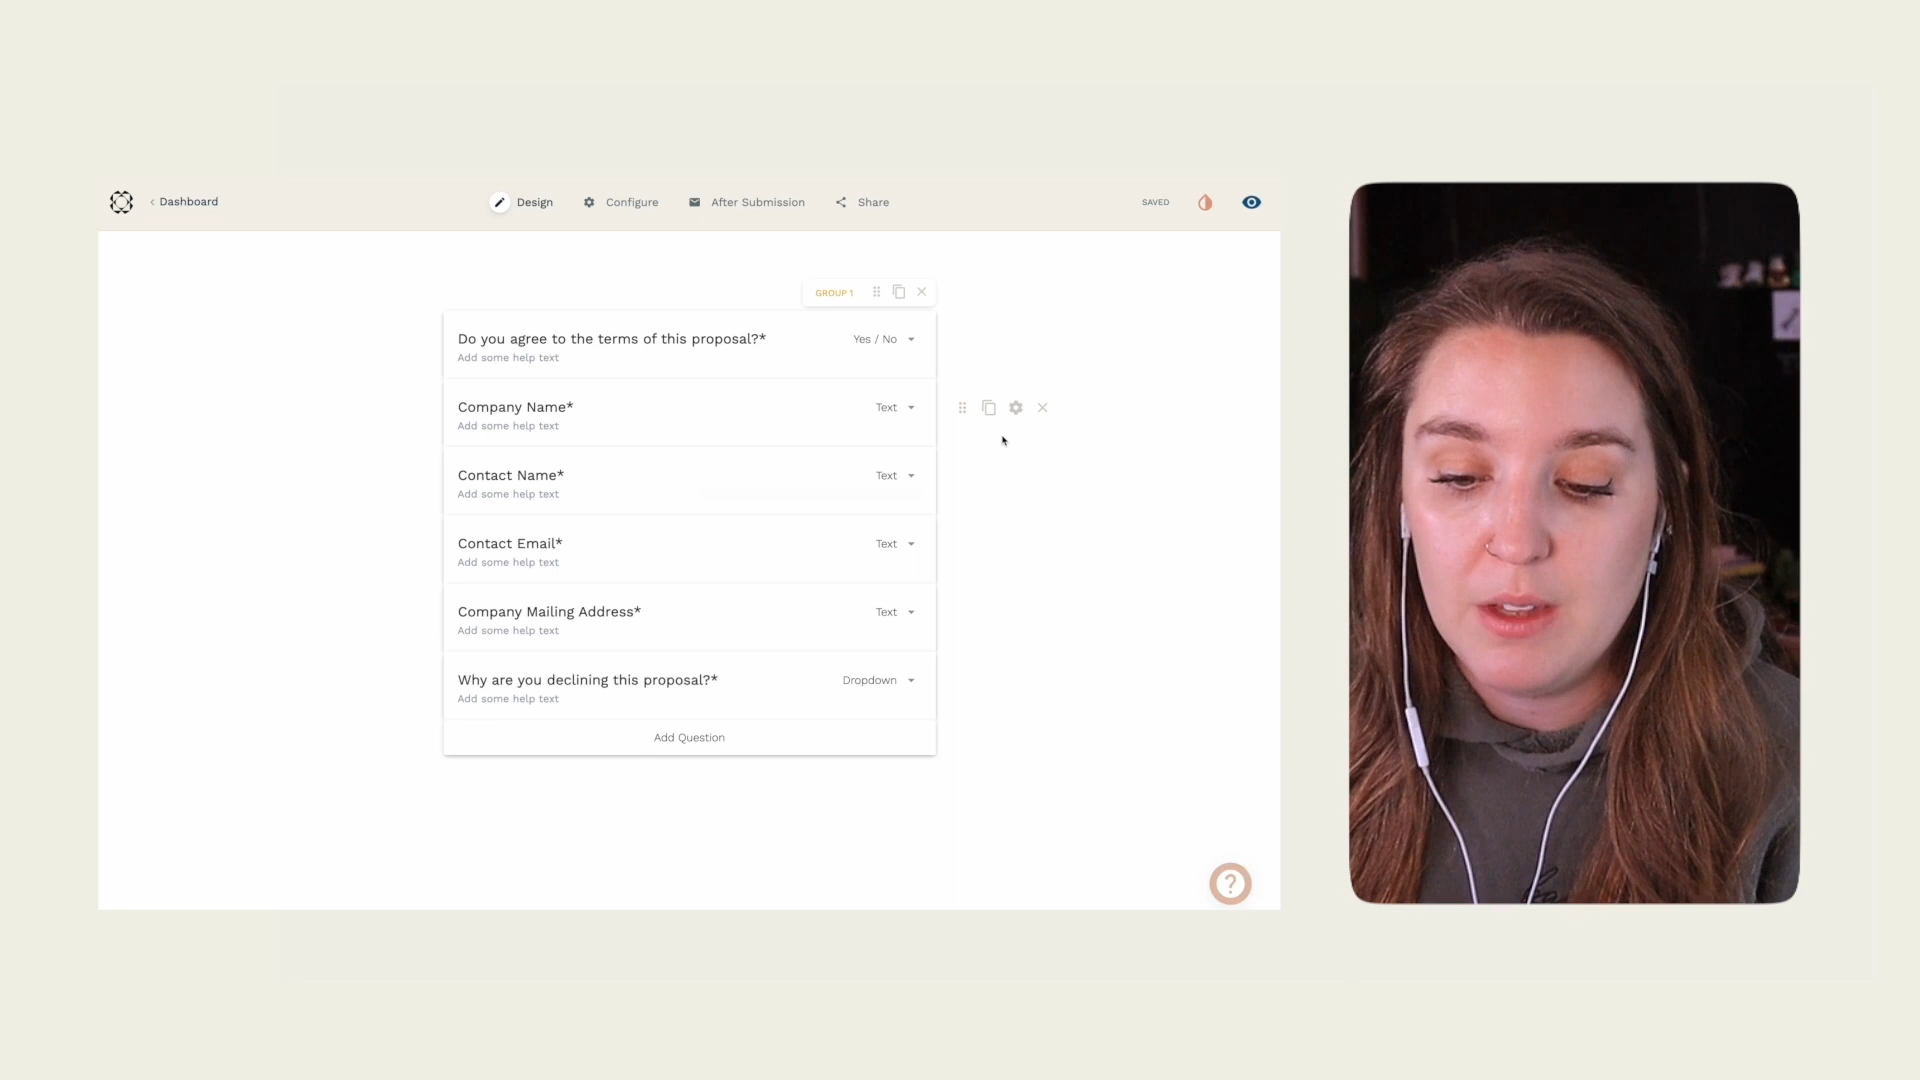 Dashboard
Design
Configure
After Submission
Share
SAVED
GROUP 1
Do you agree to the terms of this proposal?*
Yes / No
Add some help text
Company Name*
Text
Add some help text
Contact Name*
Text
Add some help text
Contact Email*
Text
Add some help text
Company Mailing Address*
Text
Add some help text
Why are you declining this proposal?*
Dropdown
Add some help text
Add Question
?